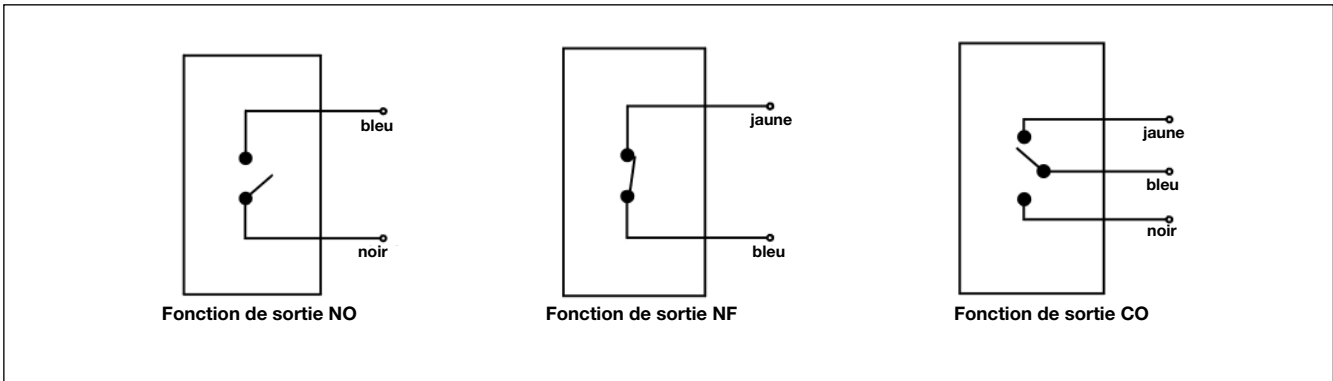 bleu
noir
Fonction de sortie NO
jaune
bleu
Fonction de sortie NF
jaune
bleu
noir
Fonction de sortie CO